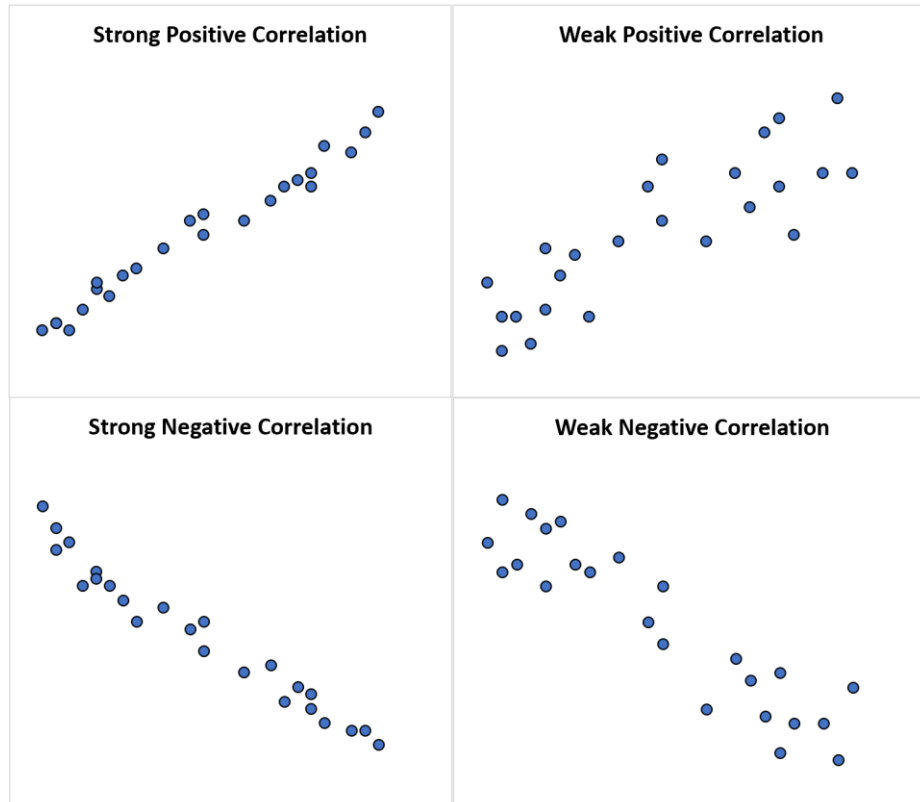 Strong Positive Correlation
Weak Positive Correlation
Strong Negative Correlation
Weak Negative Correlation